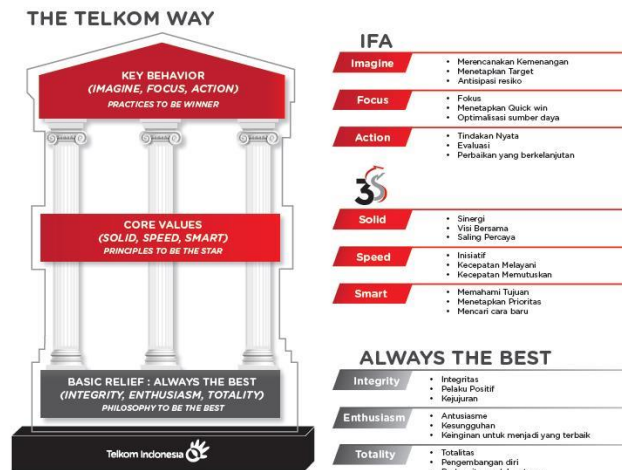 THE TELKOM WAY
KEY BEHAVIOR
(IMAGINE, FOCUS, ACTION)
PRACTICES TO BE WINNER
CORE VALUES
(SOLID, SPEED, SMART)
PRINCIPLES TO BE THE STAR
BASIC RELIEF : ALWAYS THE BEST
(INTEGRITY, ENTHUSIASM, TOTALITY)
PHILOSOPHY TO BE THE BEST
Telkom Indonesia
IFA
Imagine
• Merencanakan Kemenangan
• Menetapkan Target
• Antisipasi resiko
Focus
• Fokus
• Menetapkan Quick win
• Optimalisasi sumber daya
Action
• Tindakan Nyata
• Evaluasi
• Perbaikan yang berkelanjutan
3S
Solid
• Sinergi
• Visi Bersama
• Saling Percaya
Speed
• Inisiatif
• Kecepatan Melayani
• Kecepatan Memutuskan
Smart
• Memahami Tujuan
• Menetapkan Prioritas
• Mencari cara baru
ALWAYS THE BEST
Integrity
• Integritas
• Pelaku Positif
• Kejujuran
Enthusiasm
• Antusiasme
• Kesungguhan
• Keinginan untuk menjadi yang terbaik
Totality
• Totalitas
• Pengembangan diri